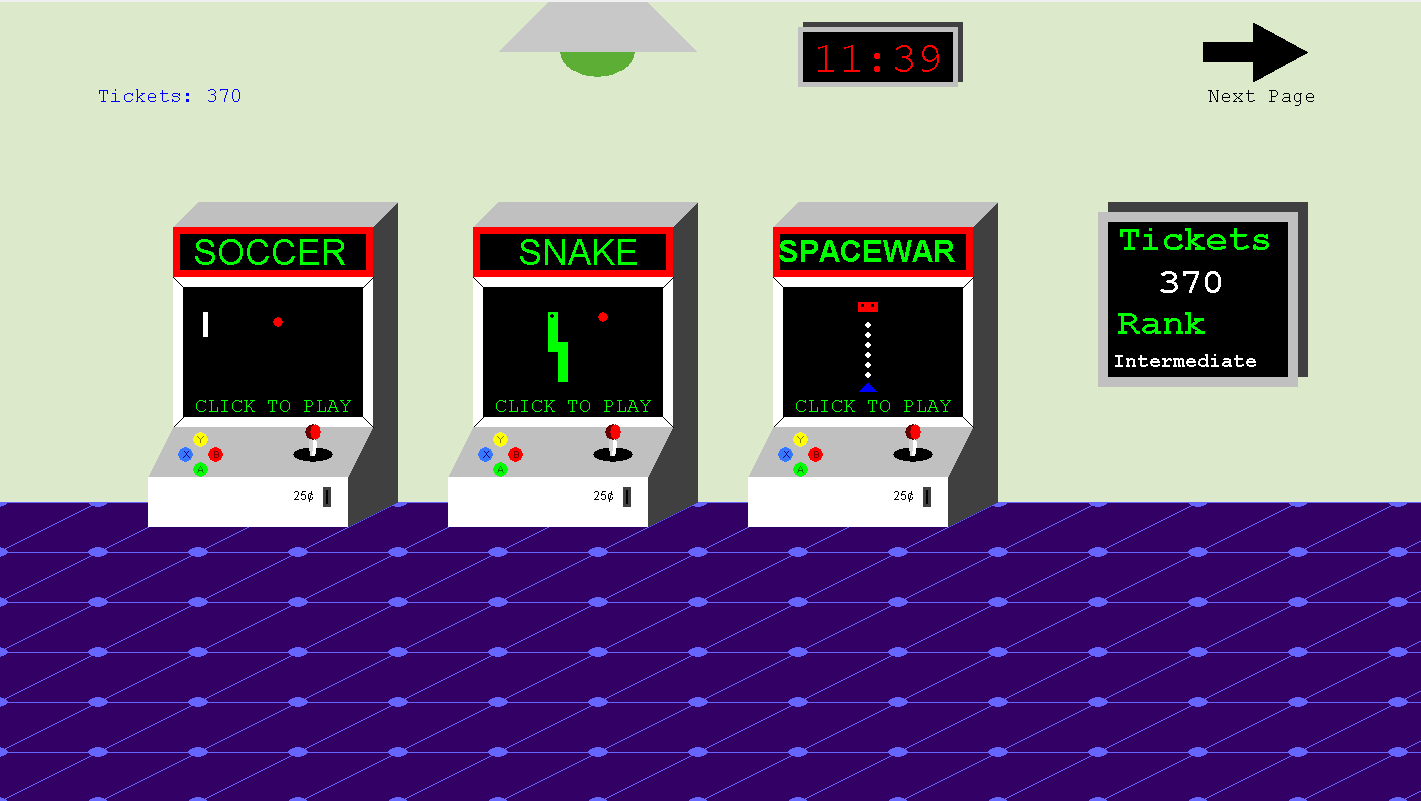 11:39
Tickets: 370
Next Page
SOCCER
CLICK TO PLAY
Y
X B
A
25¢
SNAKE
CLICK TO PLAY
Y
X B
A
25¢
SPACEWAR
CLICK TO PLAY
Y
X B
A
25¢
Tickets
370
Rank
Intermediate